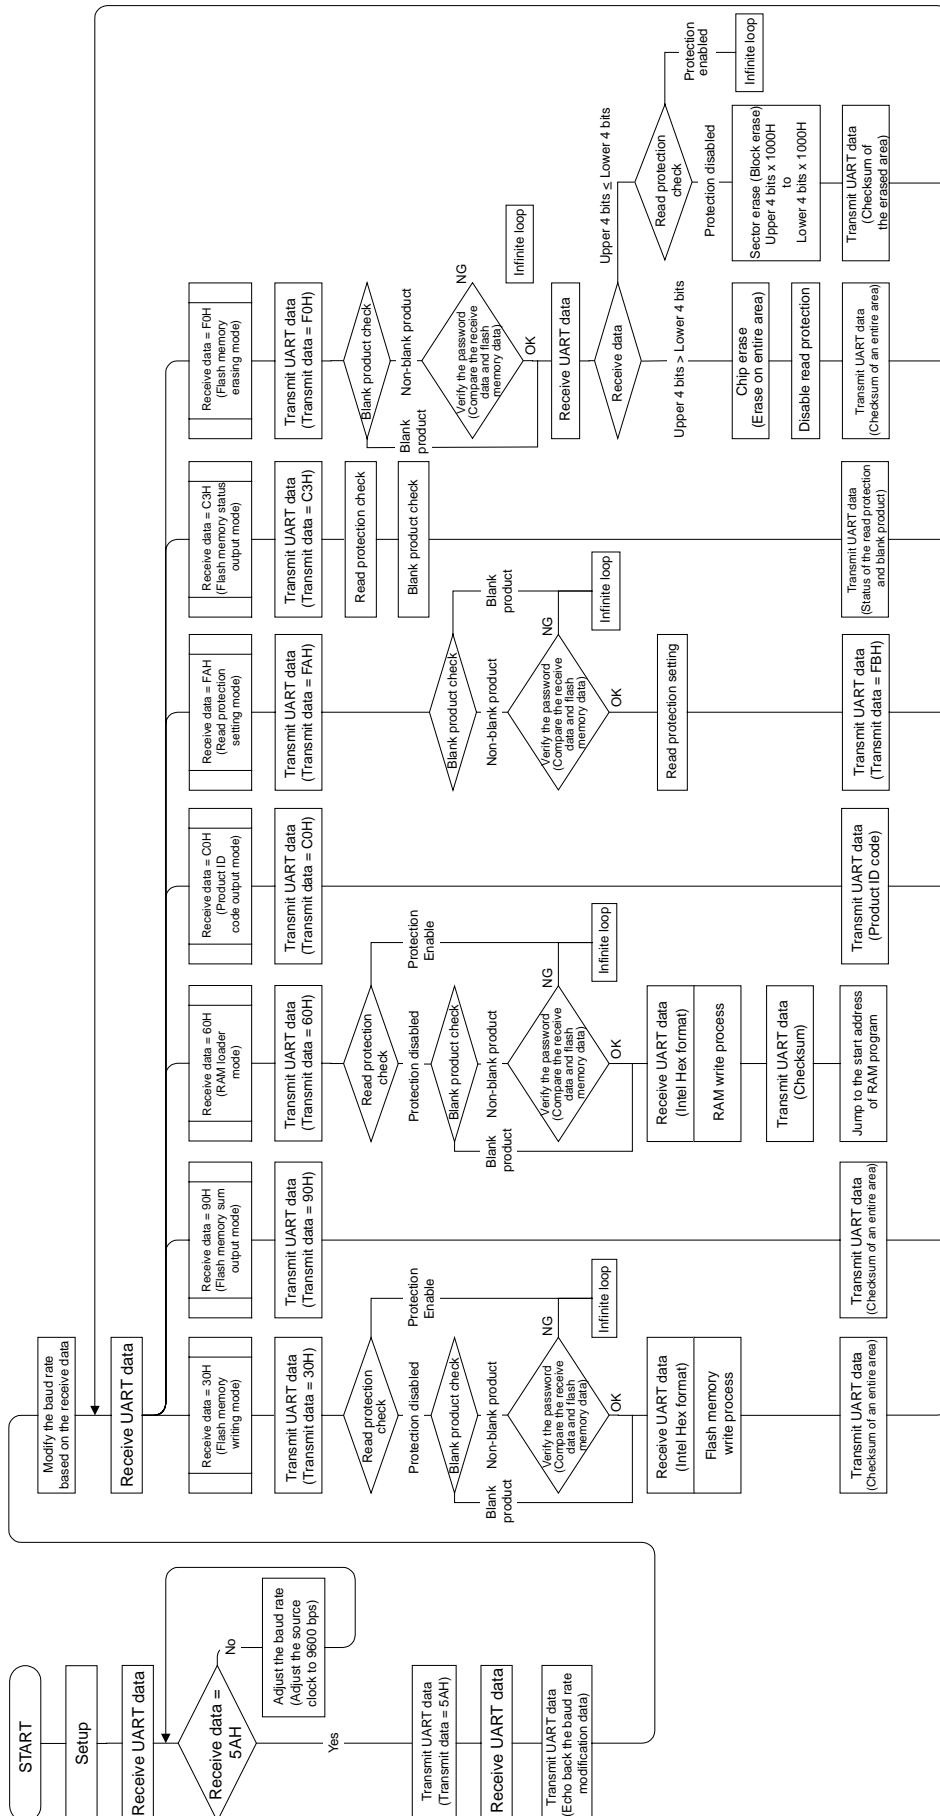 START
Setup
Receive UART data
Receive data =
5AH
No
Adjust the baud rate
(Adjust the source
clock to 9600 bps)
Yes
Transmit UART data
(Transmit data = 5AH)
Receive UART data
Transmit UART data
(Echo back the baud rate
modification data)
Modify the baud rate
based on the receive data
Receive UART data
Receive data = 30H
(Flash memory
writing mode)
Transmit UART data
(Transmit data = 30H)
Read protection
check
Protection
Enable
Protection disabled
Blank product check
Blank
product
Non-blank product
Verify the password
(Compare the receive
data and flash
memory data)
NG
Infinite loop
OK
Receive UART data
(Intel Hex format)
Flash memory
write process
Transmit UART data
(Checksum of an entire area)
Receive data = 90H
(Flash memory sum
output mode)
Transmit UART data
(Transmit data = 90H)
Transmit UART data
(Checksum of an entire area)
Receive data = 60H
(RAM loader
mode)
Transmit UART data
(Transmit data = 60H)
Read protection
check
Protection
Enable
Protection disabled
Blank product check
Blank
product
Non-blank product
Verify the password
(Compare the receive
data and flash
memory data)
NG
Infinite loop
OK
Receive UART data
(Intel Hex format)
RAM write process
Transmit UART data
(Checksum)
Jump to the start address
of RAM program
Receive data = C0H
(Product ID
code output mode)
Transmit UART data
(Transmit data = C0H)
Transmit UART data
(Product ID code)
Receive data = FAH
(Read protection
setting mode)
Transmit UART data
(Transmit data = FAH)
Blank product check
Blank
product
Non-blank product
Verify the password
(Compare the receive
data and flash
memory data)
NG
Infinite loop
OK
Read protection setting
Transmit UART data
(Transmit data = FBH)
Receive data = C3H
(Flash memory status
output mode)
Transmit UART data
(Transmit data = C3H)
Read protection check
Blank product check
Transmit UART data
(Status of the read protection
and blank product)
Receive data = F0H
(Flash memory
erasing mode)
Transmit UART data
(Transmit data = F0H)
Blank product check
Blank
product
Non-blank product
Verify the password
(Compare the receive
data and flash
memory data)
NG
Infinite loop
OK
Receive UART data
Receive data
Upper 4 bits > Lower 4 bits
Chip erase
(Erase on entire area)
Disable read protection
Transmit UART data
(Checksum of an entire area)
Upper 4 bits ≤ Lower 4 bits
Read protection
check
Protection
enabled
Infinite loop
Protection disabled
Sector erase (Block erase)
Upper 4 bits x 1000H
to
Lower 4 bits x 1000H
Transmit UART data
(Checksum of
the erased area)